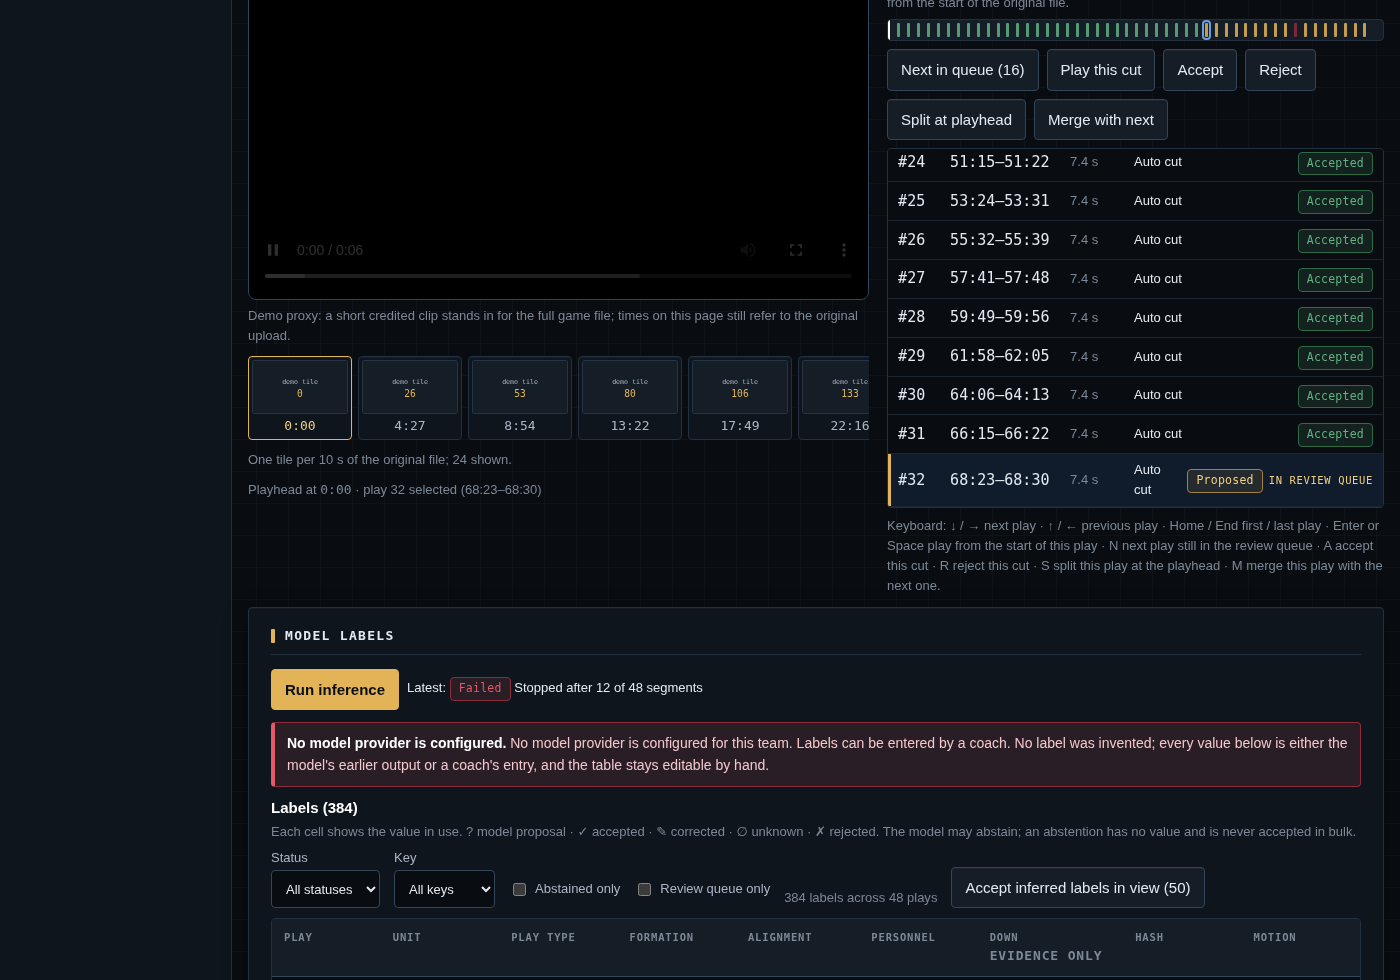 from the start of the original file.
Next in queue (16) Play this cut Accept Reject
Split at playhead Merge with next
#24 51:15—51:22 7.4 s Auto cut Accepted
#25 53:24—53:31 7.4 s Auto cut Accepted
#26 55:32—55:39 7.4 s Auto cut Accepted
#27 57:41—57:48 7.4 s Auto cut Accepted
#28 59:49—59:56 7.4 s Auto cut Accepted
#29 61:58—62:05 7.4 s Auto cut Accepted
#30 64:06—64:13 7.4 s Auto cut Accepted
#31 66:15—66:22 7.4 s Auto cut Accepted
#32 68:23—68:30 7.4 s Auto cut Proposed IN REVIEW QUEUE
Keyboard: ↓ / → next play · ↑ / ← previous play · Home / End first / last play · Enter or
Space play from the start of this play · N next play still in the review queue · A accept
this cut · R reject this cut · S split this play at the playhead · M merge this play with the
next one.
0:00 / 0:06
Demo proxy: a short credited clip stands in for the full game file; times on this page still refer to the original
upload.
demo tile demo tile demo tile demo tile demo tile demo tile
0 26 53 80 106 133
0:00 4:27 8:54 13:22 17:49 22:16
One tile per 10 s of the original file; 24 shown.
Playhead at 0:00 · play 32 selected (68:23–68:30)
MODEL LABELS
Run inference Latest: Failed Stopped after 12 of 48 segments
No model provider is configured. No model provider is configured for this team. Labels can be entered by a coach. No label was invented; every value below is either the
model's earlier output or a coach's entry, and the table stays editable by hand.
Labels (384)
Each cell shows the value in use. ? model proposal · ✓ accepted · ✎ corrected · ∅ unknown · ✗ rejected. The model may abstain; an abstention has no value and is never accepted in bulk.
Status Key
All statuses All keys Abstained only Review queue only 384 labels across 48 plays Accept inferred labels in view (50)
PLAY UNIT PLAY TYPE FORMATION ALIGNMENT PERSONNEL DOWN HASH MOTION
EVIDENCE ONLY